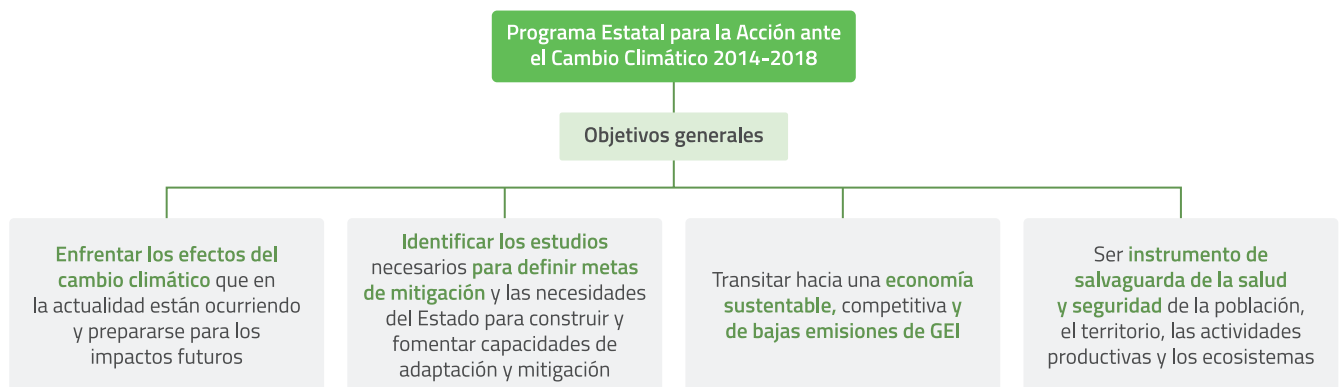 Programa Estatal para la Acción ante
el Cambio Climático 2014-2018
Objetivos generales
Enfrentar los efectos del
cambio climático que en
la actualidad están ocurriendo
y prepararse para los
impactos futuros
Identificar los estudios
necesarios para definir metas
de mitigación y las necesidades
del Estado para construir y
fomentar capacidades de
adaptación y mitigación
Transitar hacia una economía
sustentable, competitiva y
de bajas emisiones de GEI
Ser instrumento de
salvaguarda de la salud
y seguridad de la población,
el territorio, las actividades
productivas y los ecosistemas